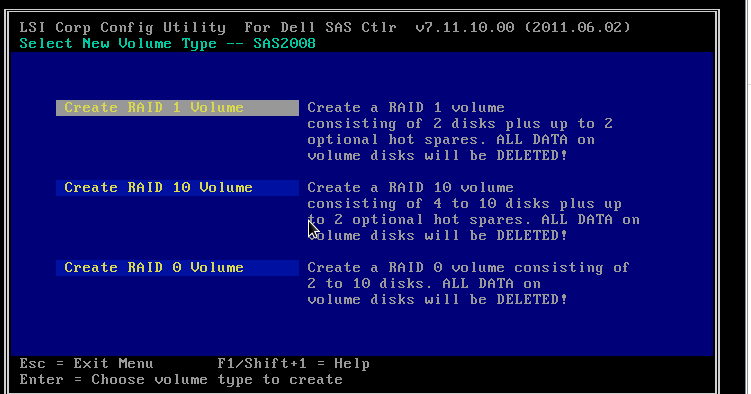 LSI Corp Config Utility For Dell SAS Ctlr v7.11.10.00 (2011.06.02)
Select New Volume Type -- SAS2008
Create RAID 1 Volume
Create a RAID 1 volume
consisting of 2 disks plus up to 2
optional hot spares. ALL DATA on
volume disks will be DELETED!
Create RAID 10 Volume
Create a RAID 10 volume
consisting of 4 to 10 disks plus up
to 2 optional hot spares. ALL DATA on
volume disks will be DELETED!
Create RAID 0 Volume
Create a RAID 0 volume consisting of
2 to 10 disks. ALL DATA on
volume disks will be DELETED!
Esc = Exit Menu F1/Shift+1 = Help
Enter = Choose volume type to create